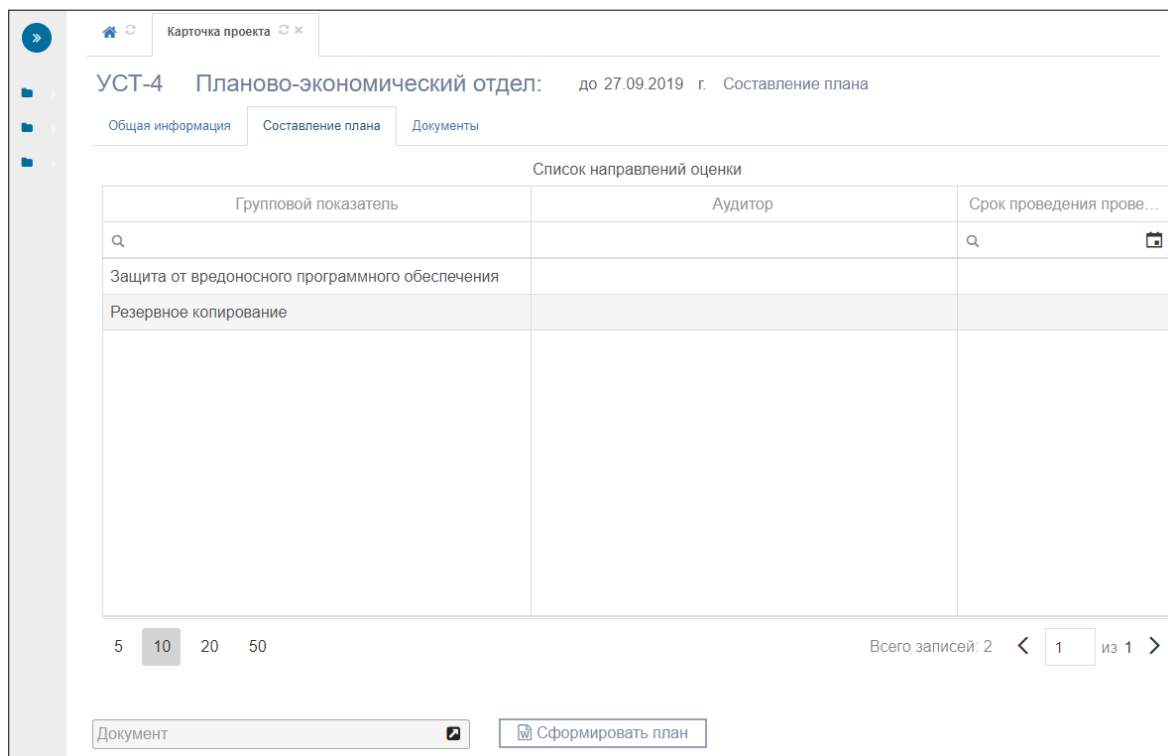 Карточка проекта
УСТ-4 Планово-экономический отдел: до 27.09.2019 г. Составление плана
Общая информация Составление плана Документы
Список направлений оценки
Групповой показатель Аудитор Срок проведения прове...
Защита от вредоносного программного обеспечения
Резервное копирование
5 10 20 50 Всего записей: 2 1 из 1
Документ Сформировать план